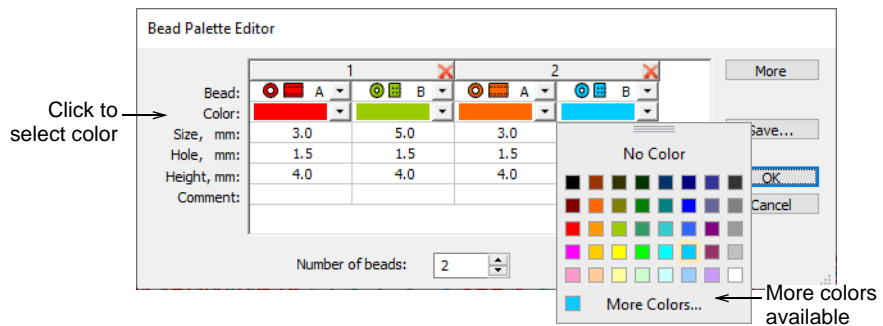 Bead Palette Editor
1 2 More
Bead: A B A B
Click to
select color
Color:
Size, mm: 3.0 5.0 3.0
Save...
Hole, mm: 1.5 1.5 1.5
No Color
Height, mm: 4.0 4.0 4.0
OK
Comment:
Cancel
Number of beads: 2
More Colors...
More colors
available